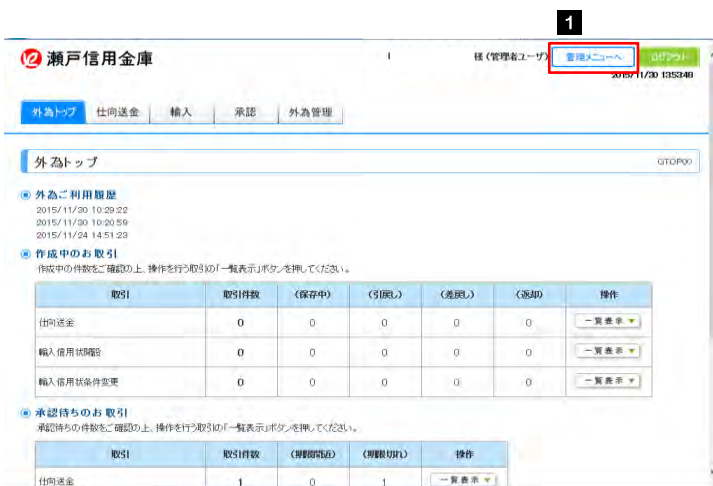 1
瀬戸信用金庫
様(管理者ユーザ) 管理メニューへ ログアウト
2015/11/30 13:53:48
外為トップ 仕向送金 輸入 承認 外為管理
外為トップ GTOP00
外為ご利用履歴
2015/11/30 10:29:22
2015/11/30 10:20:59
2015/11/24 14:51:23
作成中のお取引
作成中の件数をご確認の上、操作を行う取引の「一覧表示」ボタンを押してください。
取引 取引件数 (保存中) (引戻し) (差戻し) (返却) 操作
仕向送金 0 0 0 0 0 一覧表示
輸入信用状開設 0 0 0 0 0 一覧表示
輸入信用状条件変更 0 0 0 0 0 一覧表示
承認待ちのお取引
承認待ちの件数をご確認の上、操作を行う取引の「一覧表示」ボタンを押してください。
取引 取引件数 (期限間近) (期限切れ) 操作
仕向送金 1 0 1 一覧表示